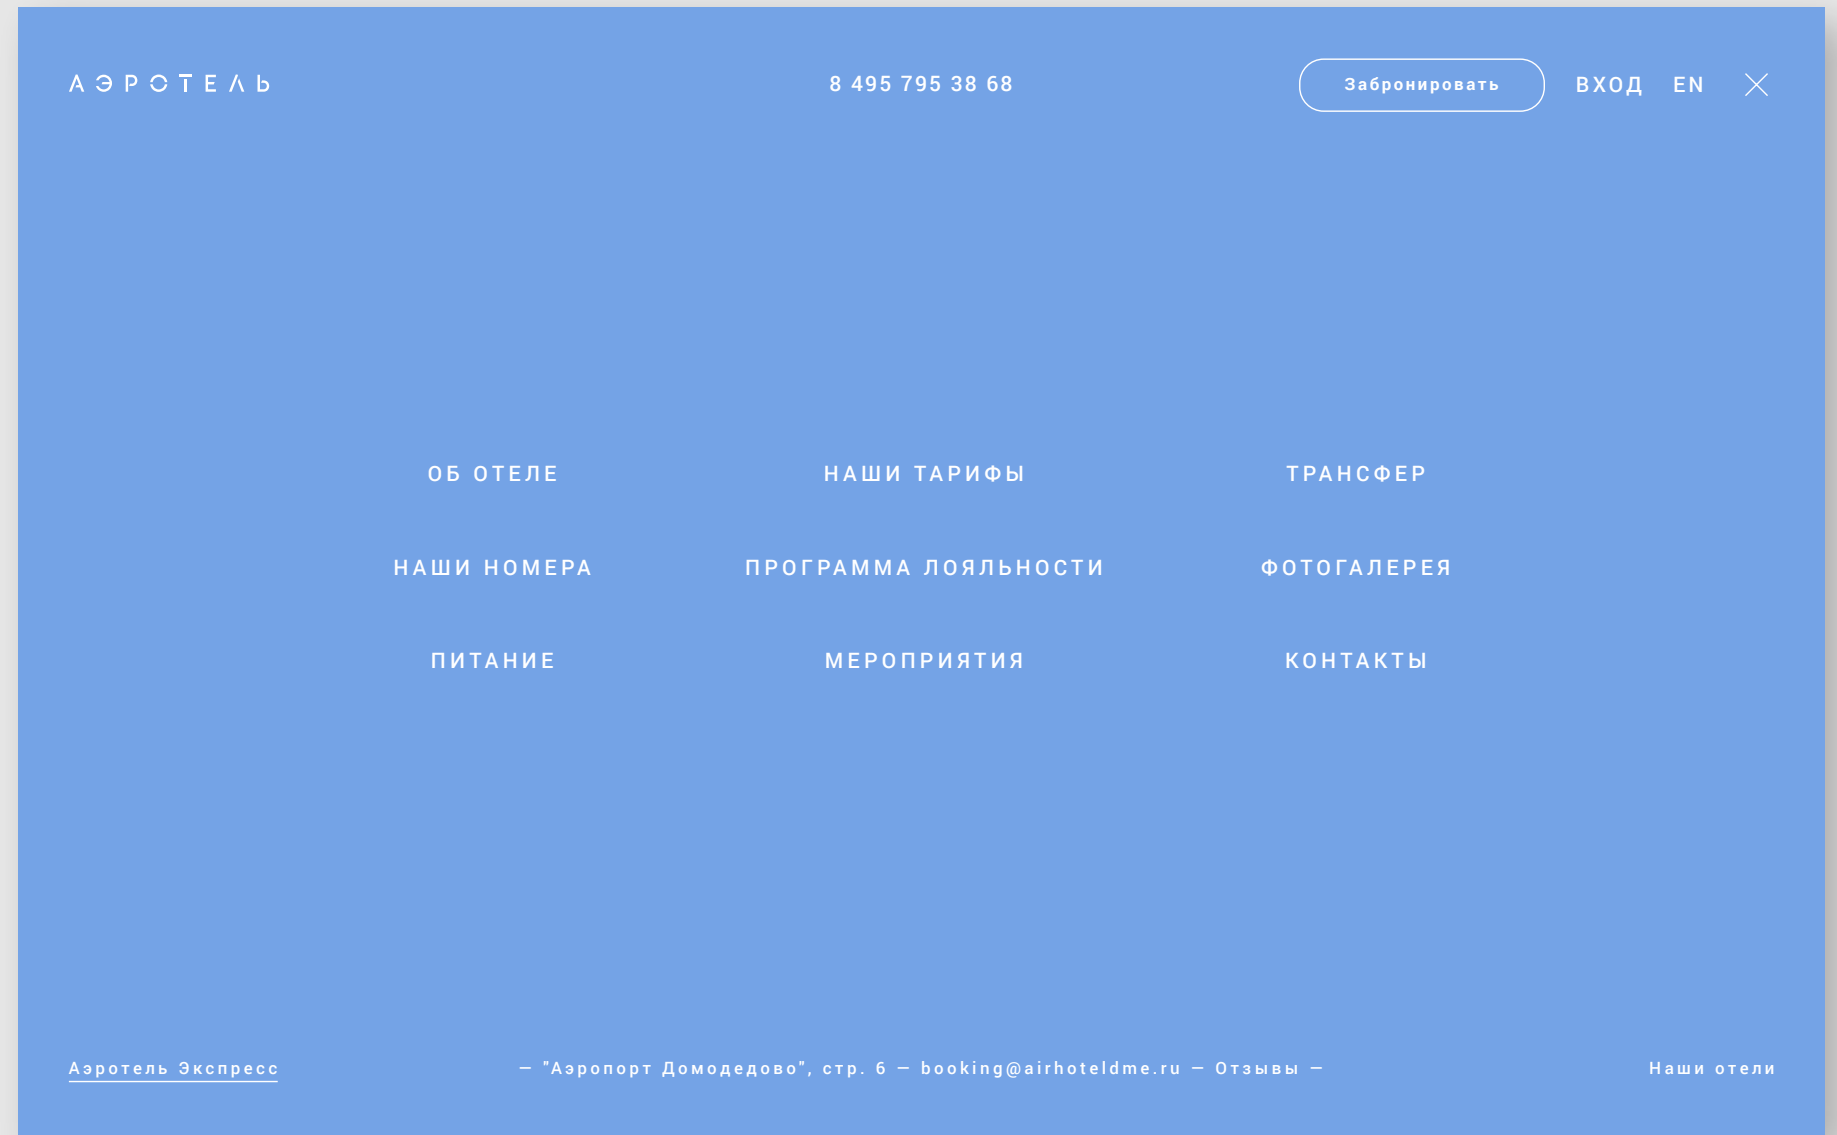 АЭРОТЕЛЬ
8 495 795 38 68
Забронировать
ВХОД
EN
ОБ ОТЕЛЕ
НАШИ ТАРИФЫ
ТРАНСФЕР
НАШИ НОМЕРА
ПРОГРАММА ЛОЯЛЬНОСТИ
ФОТОГАЛЕРЕЯ
ПИТАНИЕ
МЕРОПРИЯТИЯ
КОНТАКТЫ
Аэротель Экспресс
— "Аэропорт Домодедово", стр. 6 — booking@airhoteldme.ru — Отзывы —
Наши отели